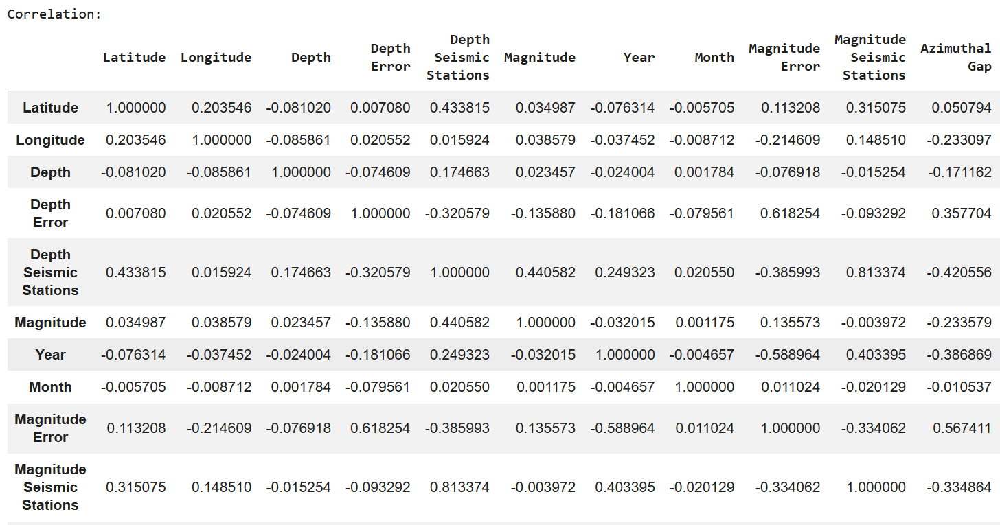 Correlation:
Latitude Longitude Depth Depth Error Depth Seismic Stations Magnitude Year Month Magnitude Error Magnitude Seismic Stations Azimuthal Gap
Latitude 1.000000 0.203546 -0.081020 0.007080 0.433815 0.034987 -0.076314 -0.005705 0.113208 0.315075 0.050794
Longitude 0.203546 1.000000 -0.085861 0.020552 0.015924 0.038579 -0.037452 -0.008712 -0.214609 0.148510 -0.233097
Depth -0.081020 -0.085861 1.000000 -0.074609 0.174663 0.023457 -0.024004 0.001784 -0.076918 -0.015254 -0.171162
Depth Error 0.007080 0.020552 -0.074609 1.000000 -0.320579 -0.135880 -0.181066 -0.079561 0.618254 -0.093292 0.357704
Depth Seismic Stations 0.433815 0.015924 0.174663 -0.320579 1.000000 0.440582 0.249323 0.020550 -0.385993 0.813374 -0.420556
Magnitude 0.034987 0.038579 0.023457 -0.135880 0.440582 1.000000 -0.032015 0.001175 0.135573 -0.003972 -0.233579
Year -0.076314 -0.037452 -0.024004 -0.181066 0.249323 -0.032015 1.000000 -0.004657 -0.588964 0.403395 -0.386869
Month -0.005705 -0.008712 0.001784 -0.079561 0.020550 0.001175 -0.004657 1.000000 0.011024 -0.020129 -0.010537
Magnitude Error 0.113208 -0.214609 -0.076918 0.618254 -0.385993 0.135573 -0.588964 0.011024 1.000000 -0.334062 0.567411
Magnitude Seismic Stations 0.315075 0.148510 -0.015254 -0.093292 0.813374 -0.003972 0.403395 -0.020129 -0.334062 1.000000 -0.334864